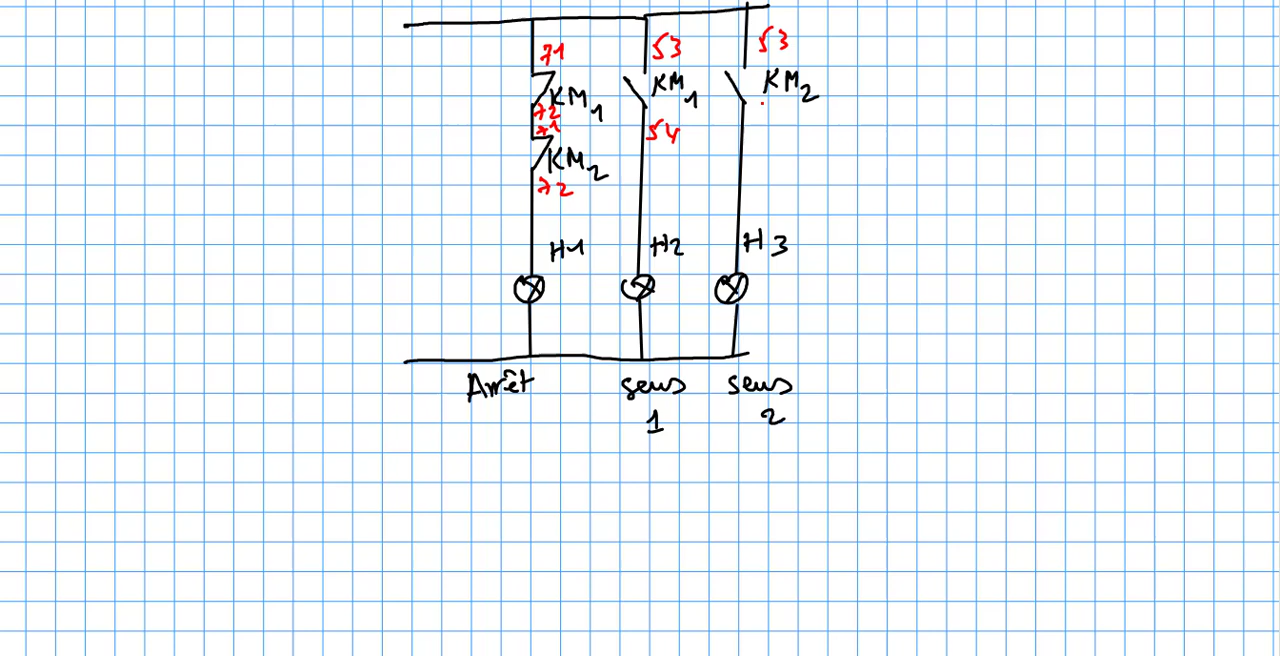 71 53 53
KM1 KM1 KM2
72
71 54
KM2
72
H1 H2 H3
Arrêt sens 1 sens 2